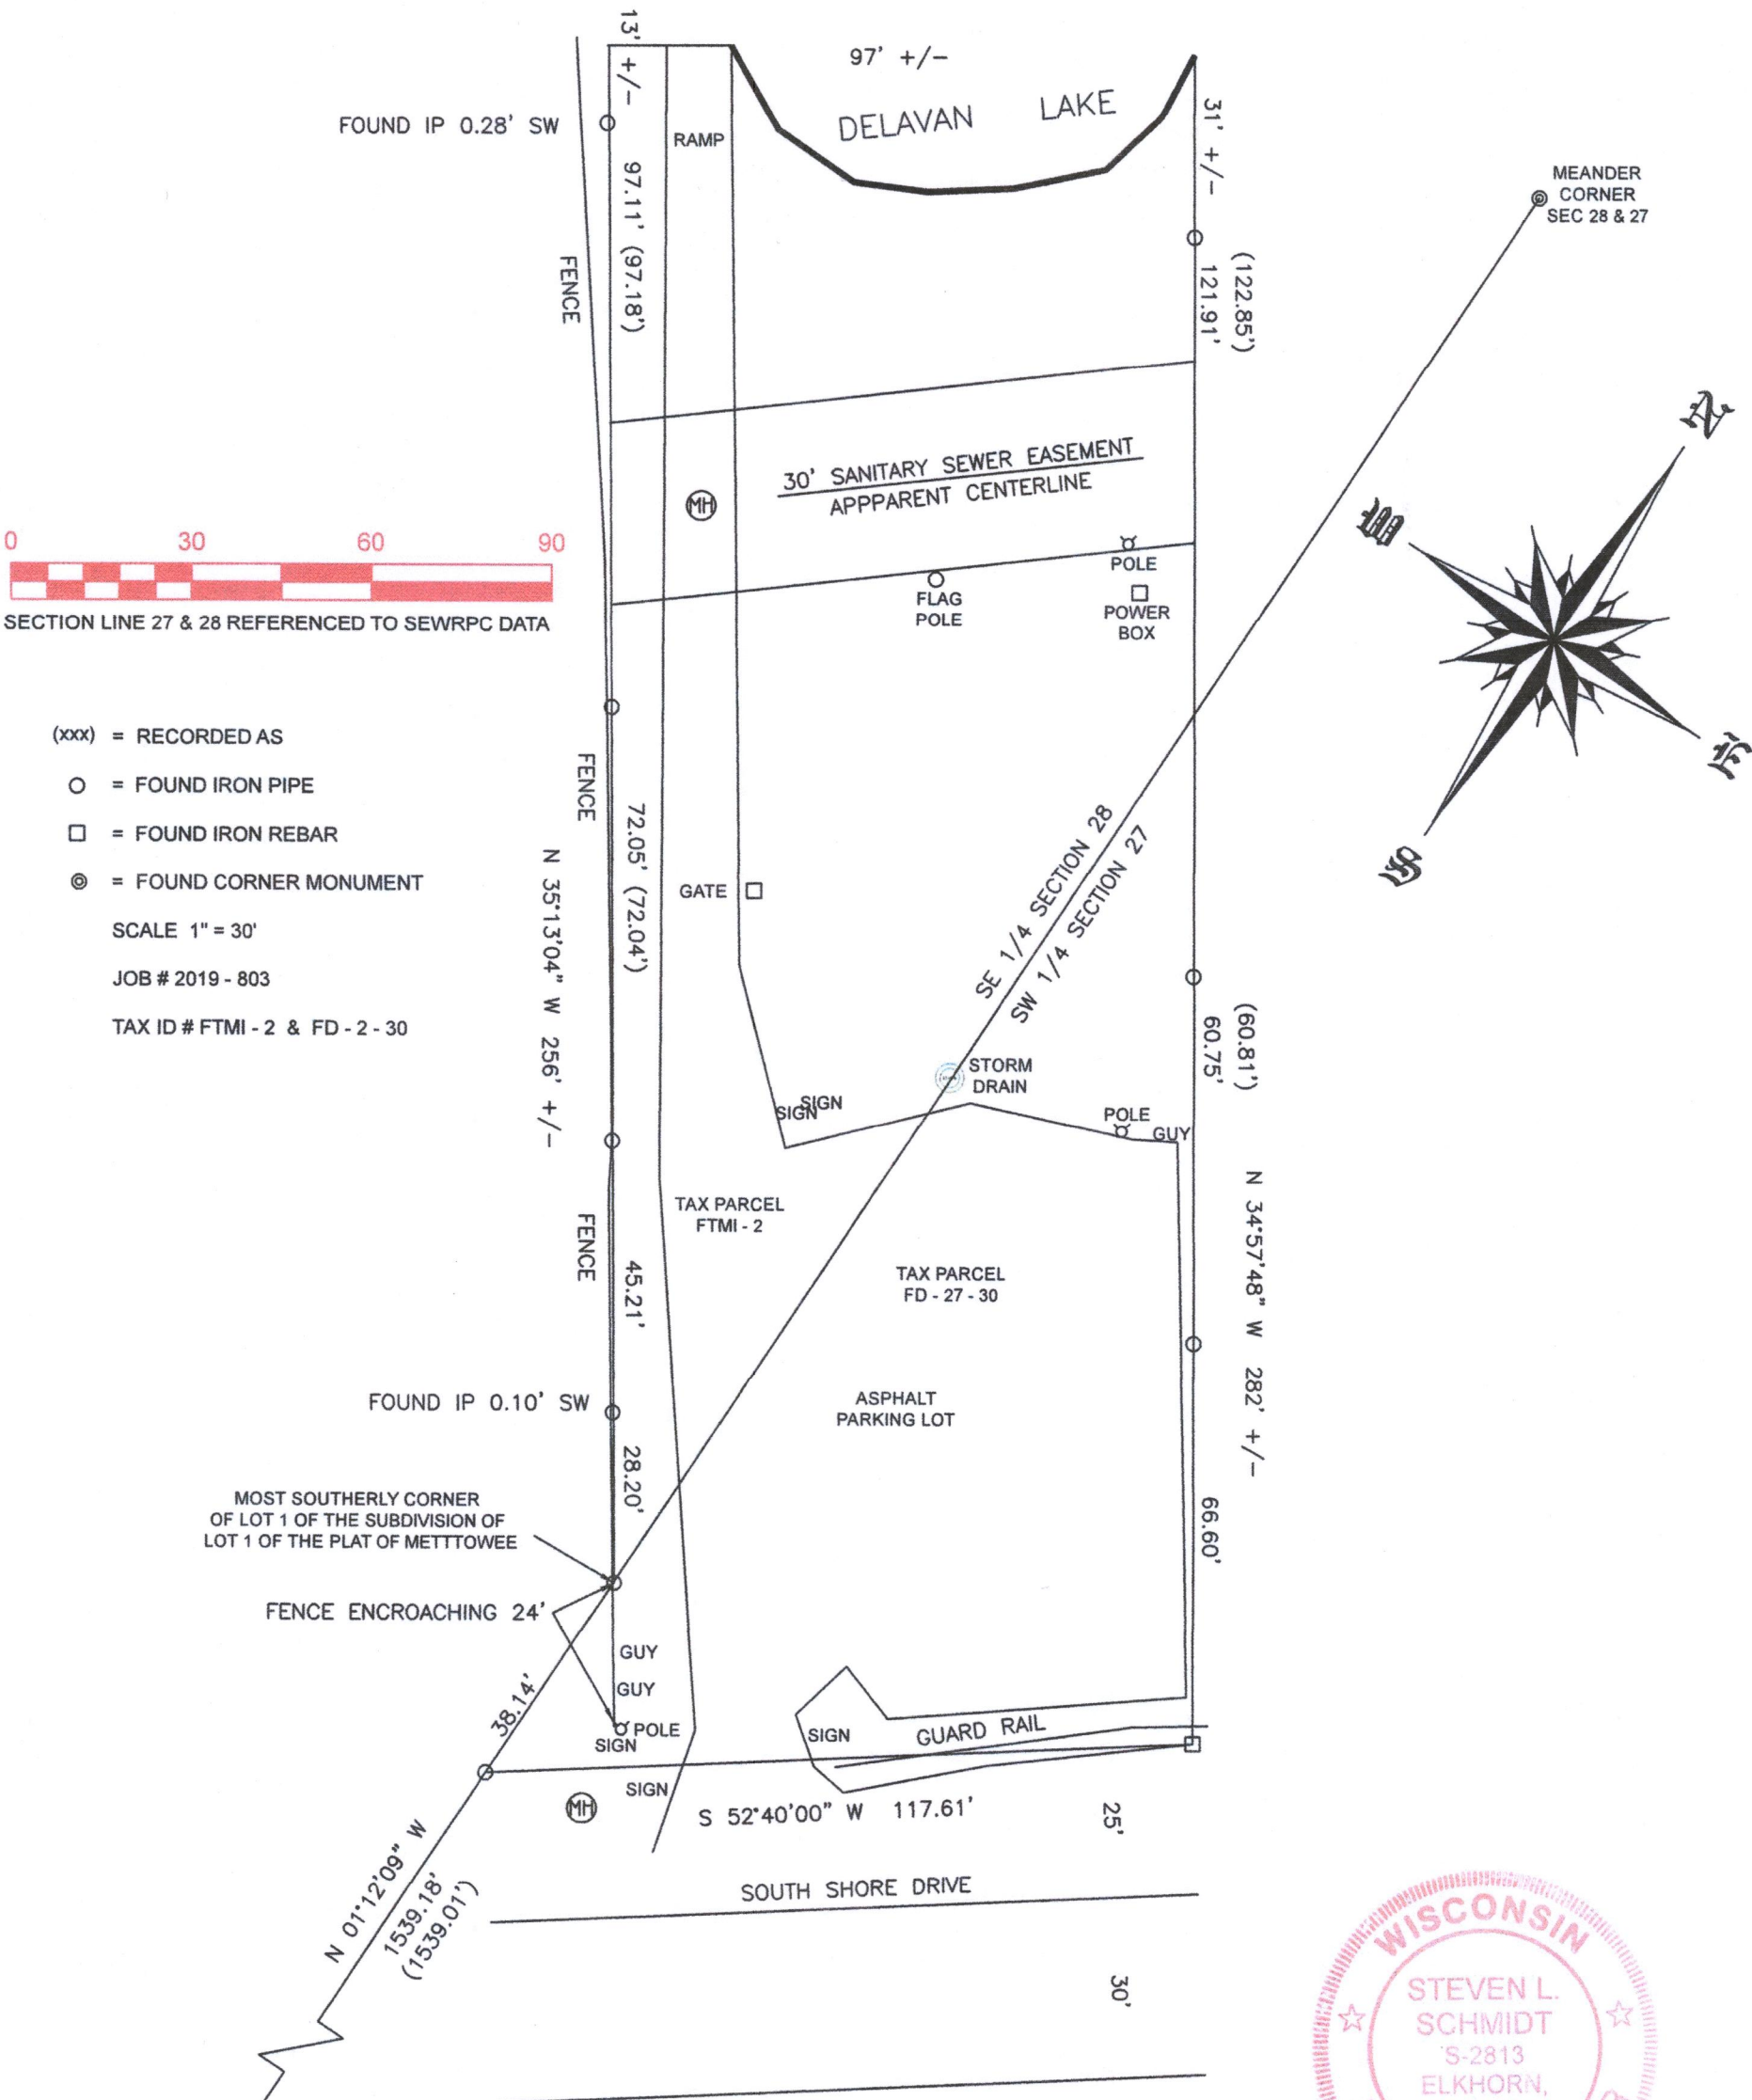 13' +/-
97' +/-
DELAVAN LAKE
31' +/-
FOUND IP 0.28' SW
RAMP
97.11' (97.18')
FENCE
(122.85')
121.91'
MEANDER
CORNER
SEC 28 & 27
30' SANITARY SEWER EASEMENT
APPPARENT CENTERLINE
MH
POLE
FLAG
POLE
POWER
BOX
N
W
E
S
0 30 60 90
SECTION LINE 27 & 28 REFERENCED TO SEWRPC DATA
(xxx) = RECORDED AS
= FOUND IRON PIPE
= FOUND IRON REBAR
= FOUND CORNER MONUMENT
SCALE 1" = 30'
JOB # 2019 - 803
TAX ID # FTMI - 2 & FD - 2 - 30
FENCE
72.05' (72.04')
N 35°13'04" W 256' +/-
GATE
SE 1/4 SECTION 28
SW 1/4 SECTION 27
(60.81')
60.75'
STORM
DRAIN
SIGN
SIGN
POLE
GUY
N 34°57'48" W 282' +/-
TAX PARCEL
FTMI - 2
FENCE
45.21'
TAX PARCEL
FD - 27 - 30
FOUND IP 0.10' SW
ASPHALT
PARKING LOT
28.20'
66.60'
MOST SOUTHERLY CORNER
OF LOT 1 OF THE SUBDIVISION OF
LOT 1 OF THE PLAT OF METTTOWEE
FENCE ENCROACHING 24'
GUY
GUY
38.14'
POLE
SIGN
SIGN
GUARD RAIL
SIGN
MH
S 52°40'00" W 117.61'
25'
N 01°12'09" W
1539.18'
(1539.01')
SOUTH SHORE DRIVE
30'
WISCONSIN
STEVEN L.
SCHMIDT
S-2813
ELKHORN,